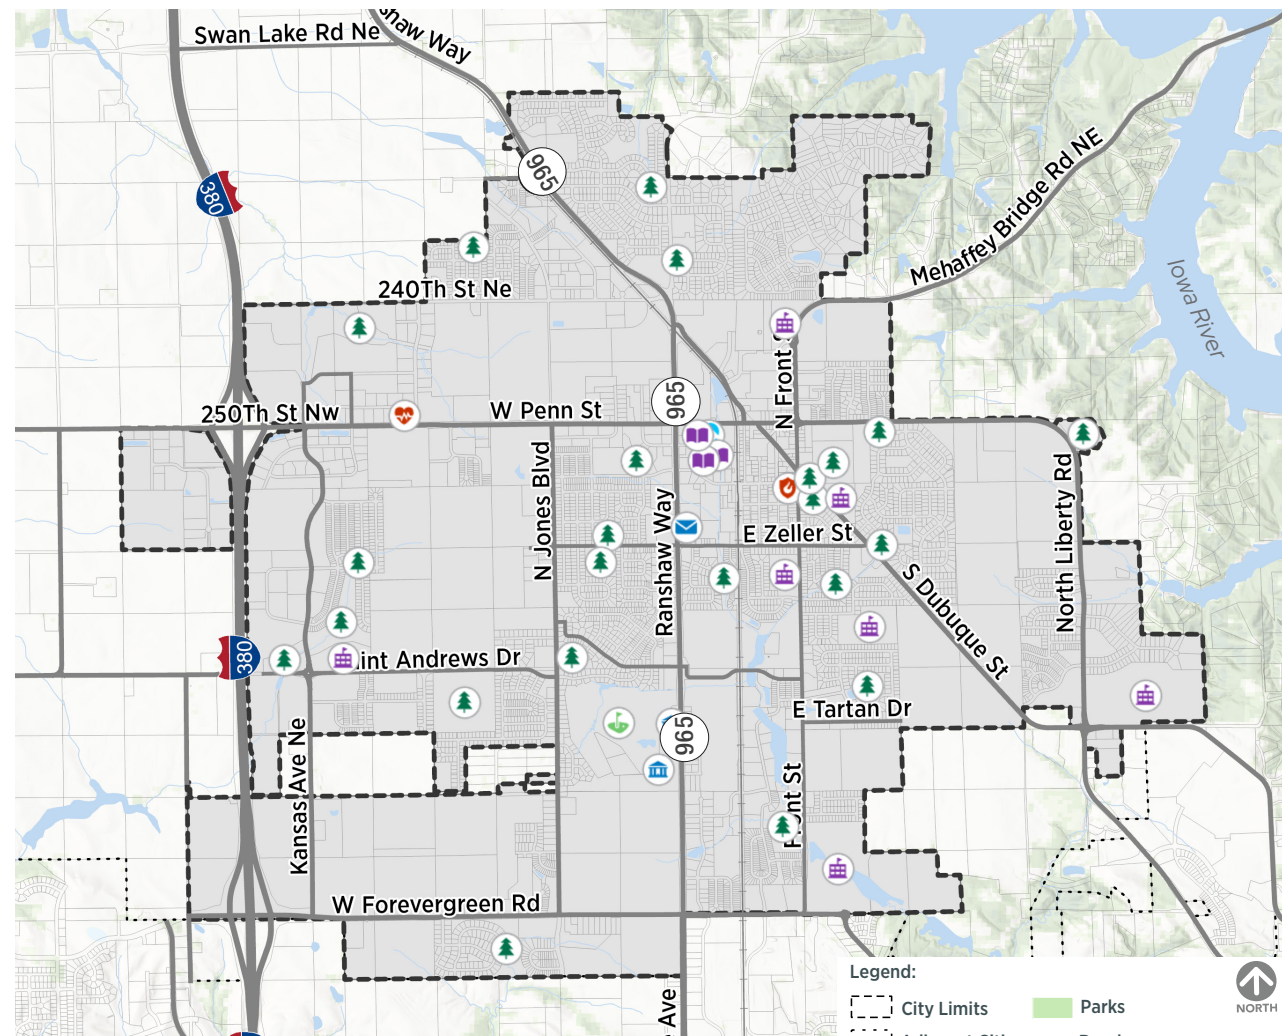 Swan Lake Rd Ne
shaw Way
965
380
Mehaffey Bridge Rd NE
Iowa River
240Th St Ne
250Th St Nw
W Penn St
965
N Front S
N Jones Blvd
Ranshaw Way
E Zeller St
North Liberty Rd
S Dubuque St
380
int Andrews Dr
E Tartan Dr
965
Kansas Ave Ne
Front St
W Forevergreen Rd
Ave
Legend:
City Limits
Parks
NORTH